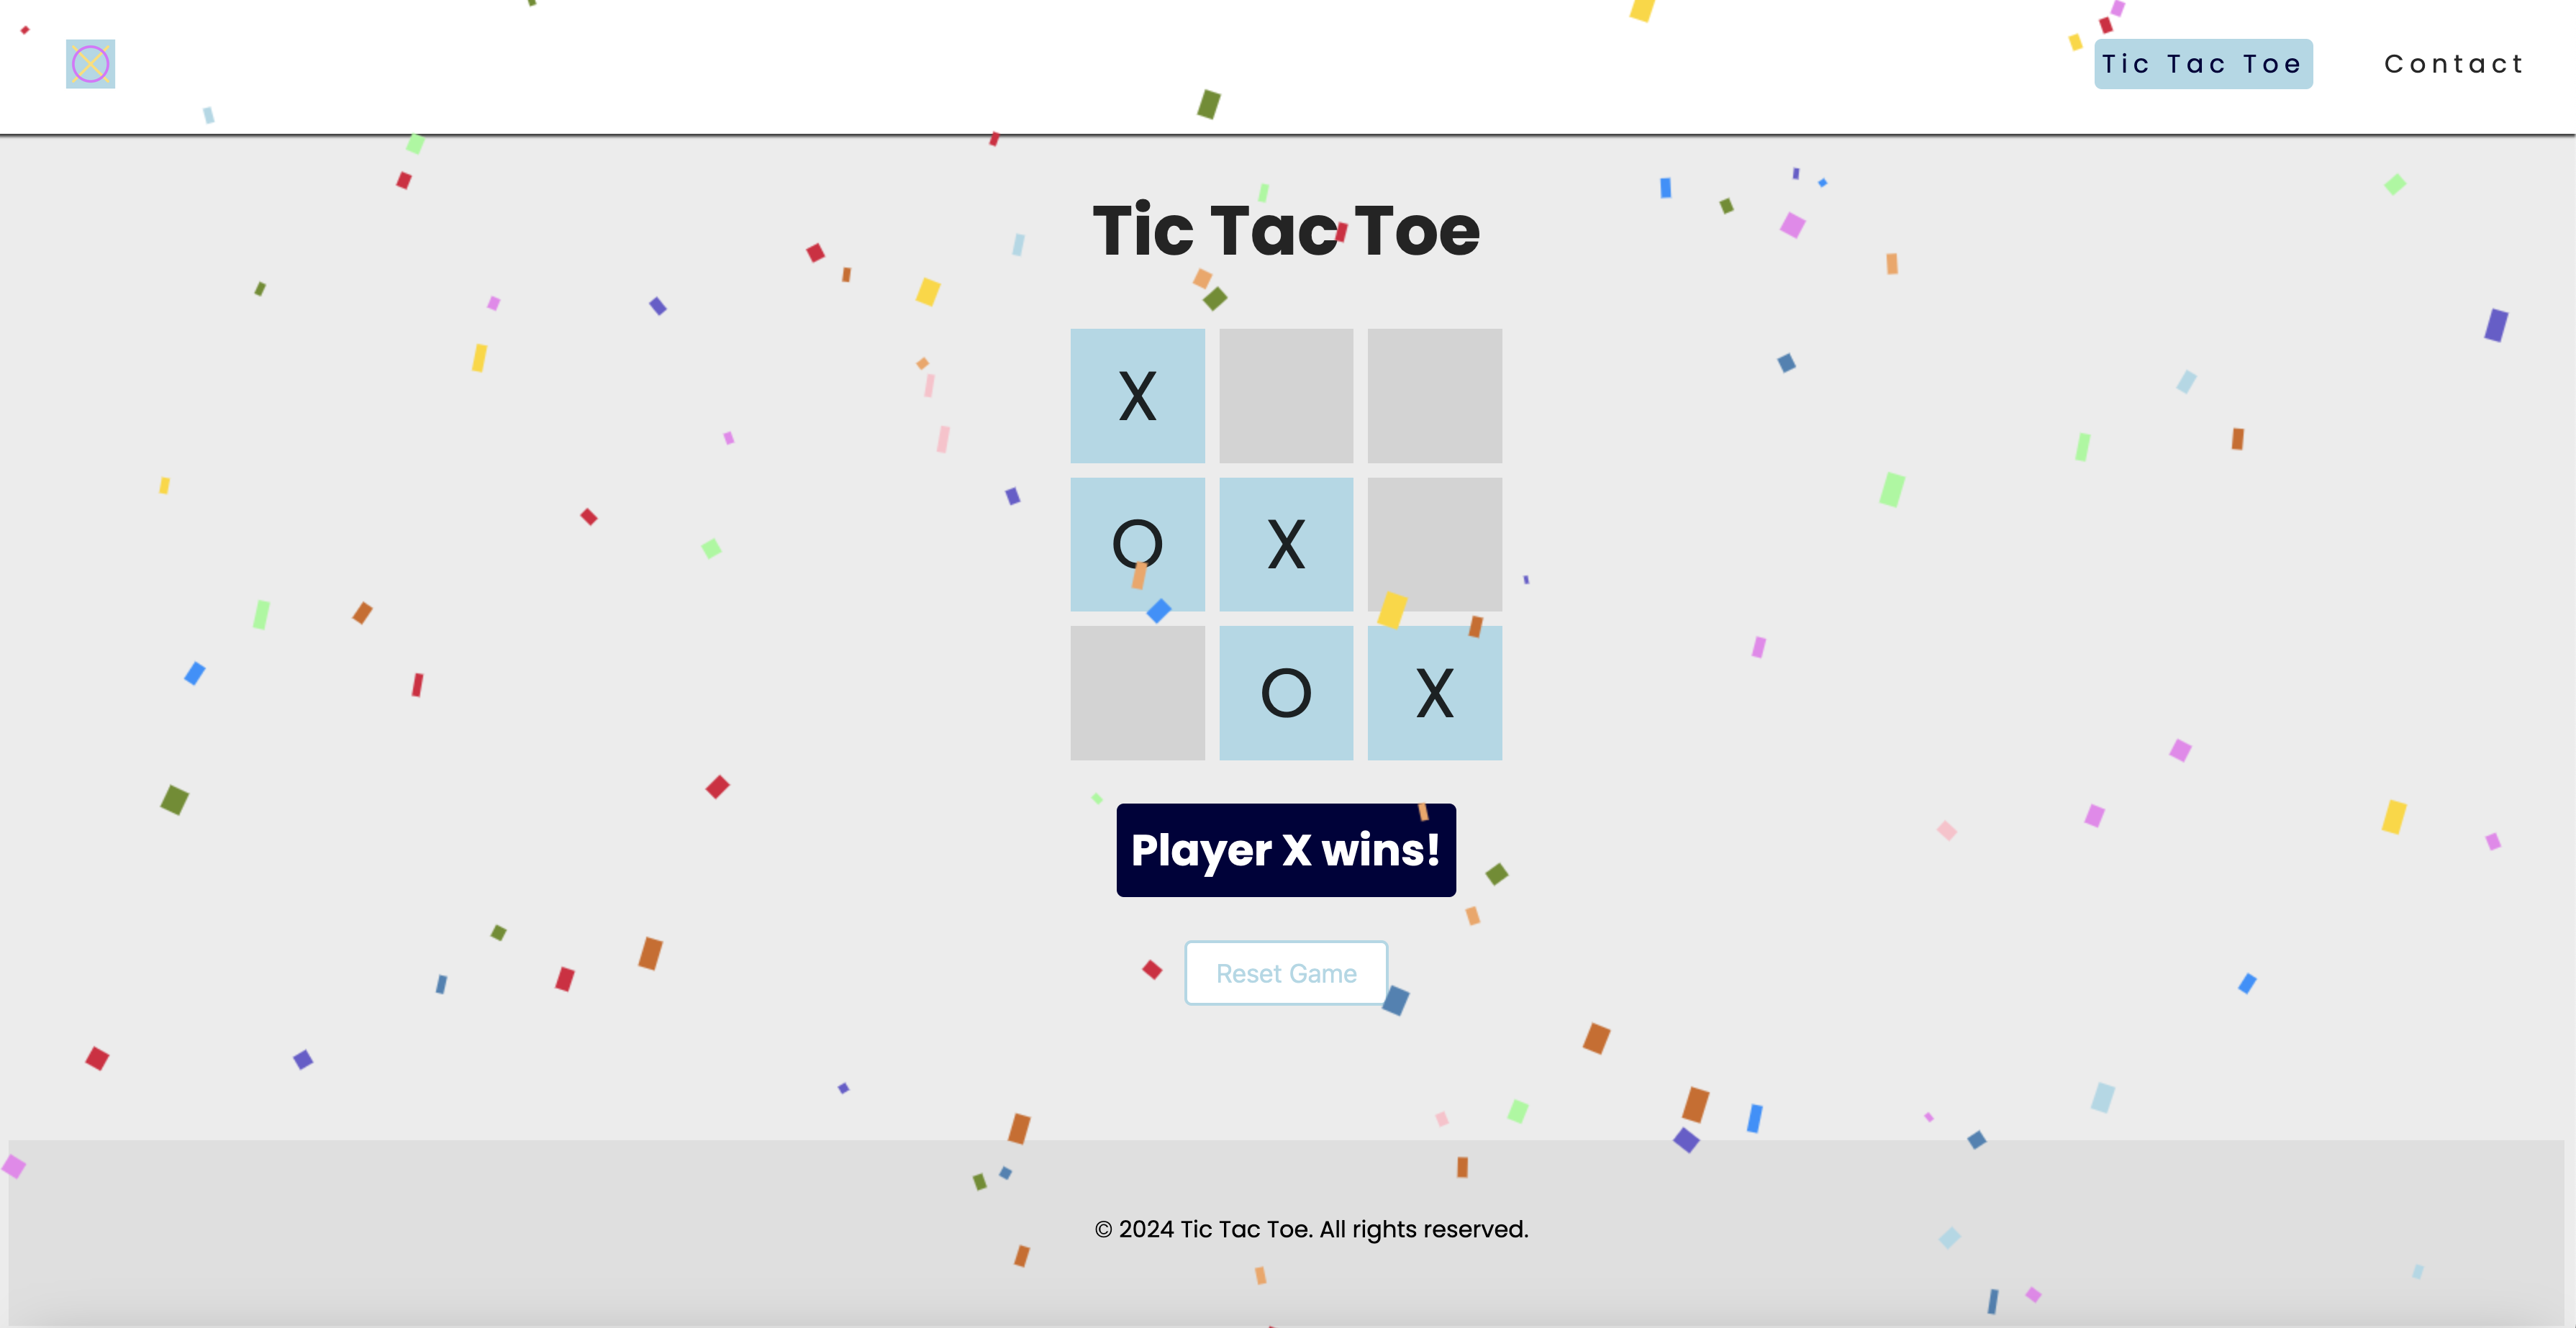 Tic Tac Toe Contact
Tic Tac Toe
X
O X
O X
Player X wins!
Reset Game
© 2024 Tic Tac Toe. All rights reserved.